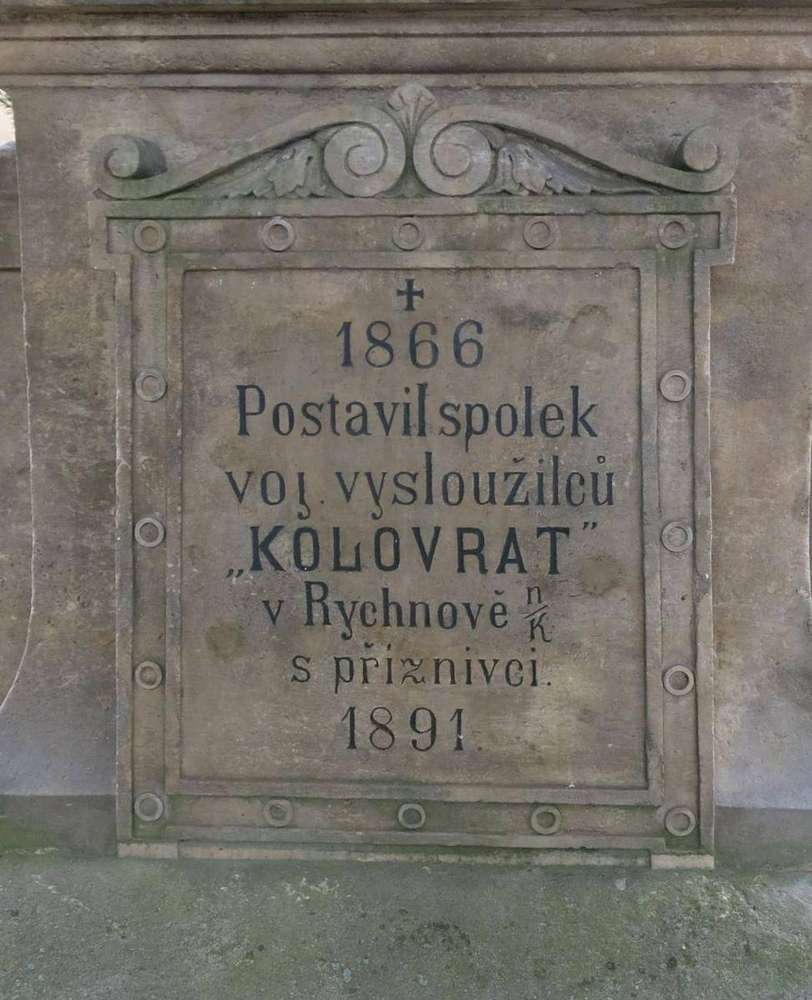 ✝
1866
Postavil spolek
voj. vysloužilců
„KOLOVRAT”
v Rychnově n/K
s příznivci.
1891.